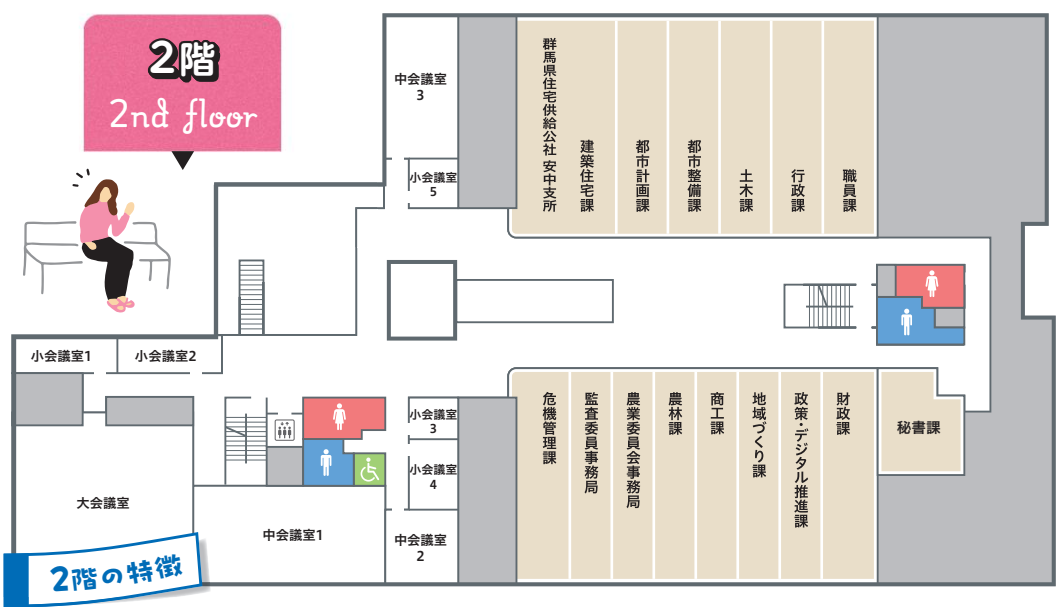 2階
2nd floor
中会議室
3
小会議室
5
群馬県住宅供給公社 安中支所
建築住宅課
都市計画課
都市整備課
土木課
行政課
職員課
小会議室1
小会議室2
小会議室
3
小会議室
4
大会議室
中会議室1
中会議室
2
危機管理課
監査委員事務局
農業委員会事務局
農林課
商工課
地域づくり課
政策・デジタル推進課
財政課
秘書課
2階の特徴